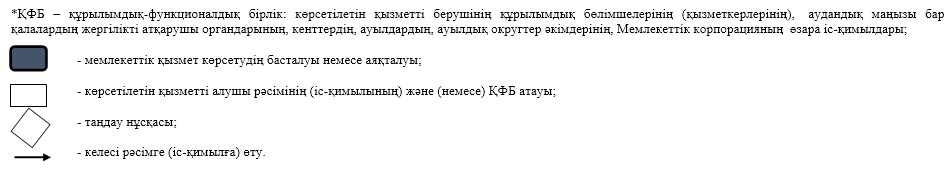 *ҚФБ – құрылымдық-функционалдық бірлік: көрсетілетін қызметті берушінің құрылымдық бөлімшелерінің (қызметкерлерінің), аудандық маңызы бар
қалалардың жергілікті атқарушы органдарының, кенттердің, ауылдардың, ауылдық округтер әкімдерінің, Мемлекеттік корпорацияның өзара іс-қимылдары;
- мемлекеттік қызмет көрсетудің басталуы немесе аяқталуы;
- көрсетілетін қызметті алушы рәсімінің (іс-қимылының) және (немесе) ҚФБ атауы;
- таңдау нұсқасы;
- келесі рәсімге (іс-қимылға) өту.